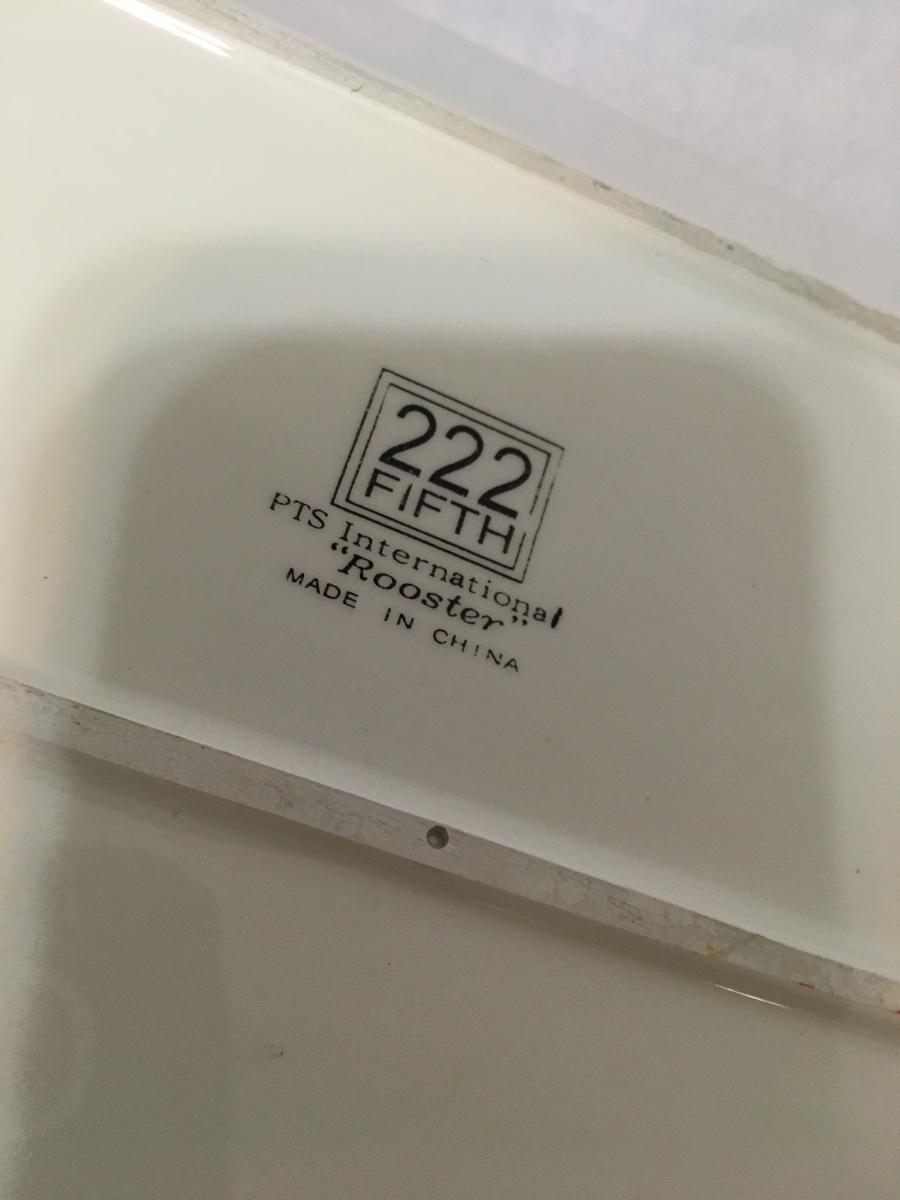 222
FIFTH
PTS International
“Rooster”
MADE IN CHINA